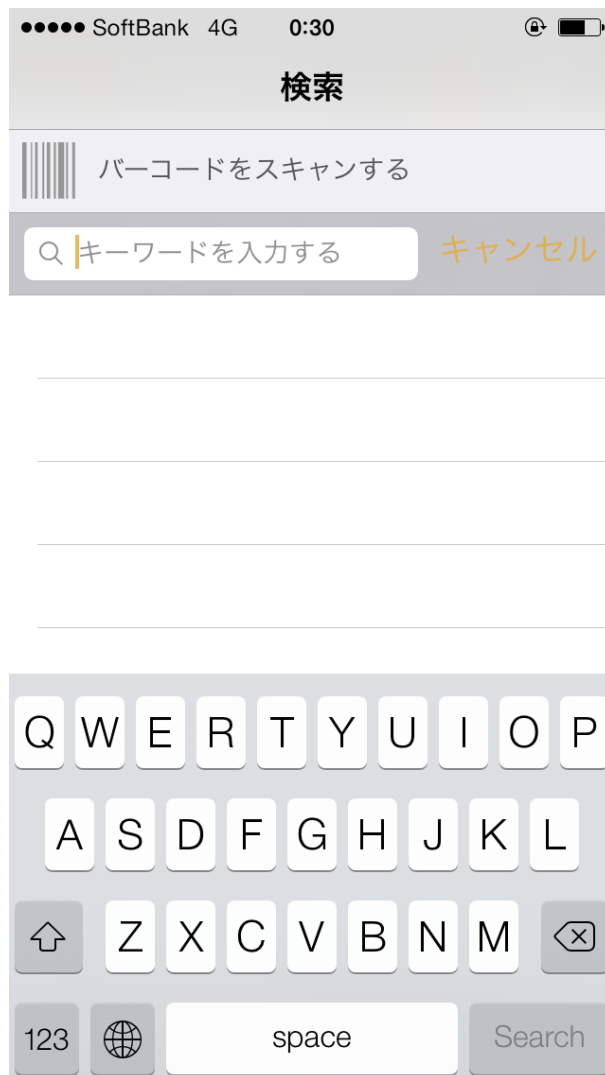 SoftBank 4G 0:30
検索
バーコードをスキャンする
キーワードを入力する キャンセル
Q W E R T Y U I O P
A S D F G H J K L
Z X C V B N M
123 space Search